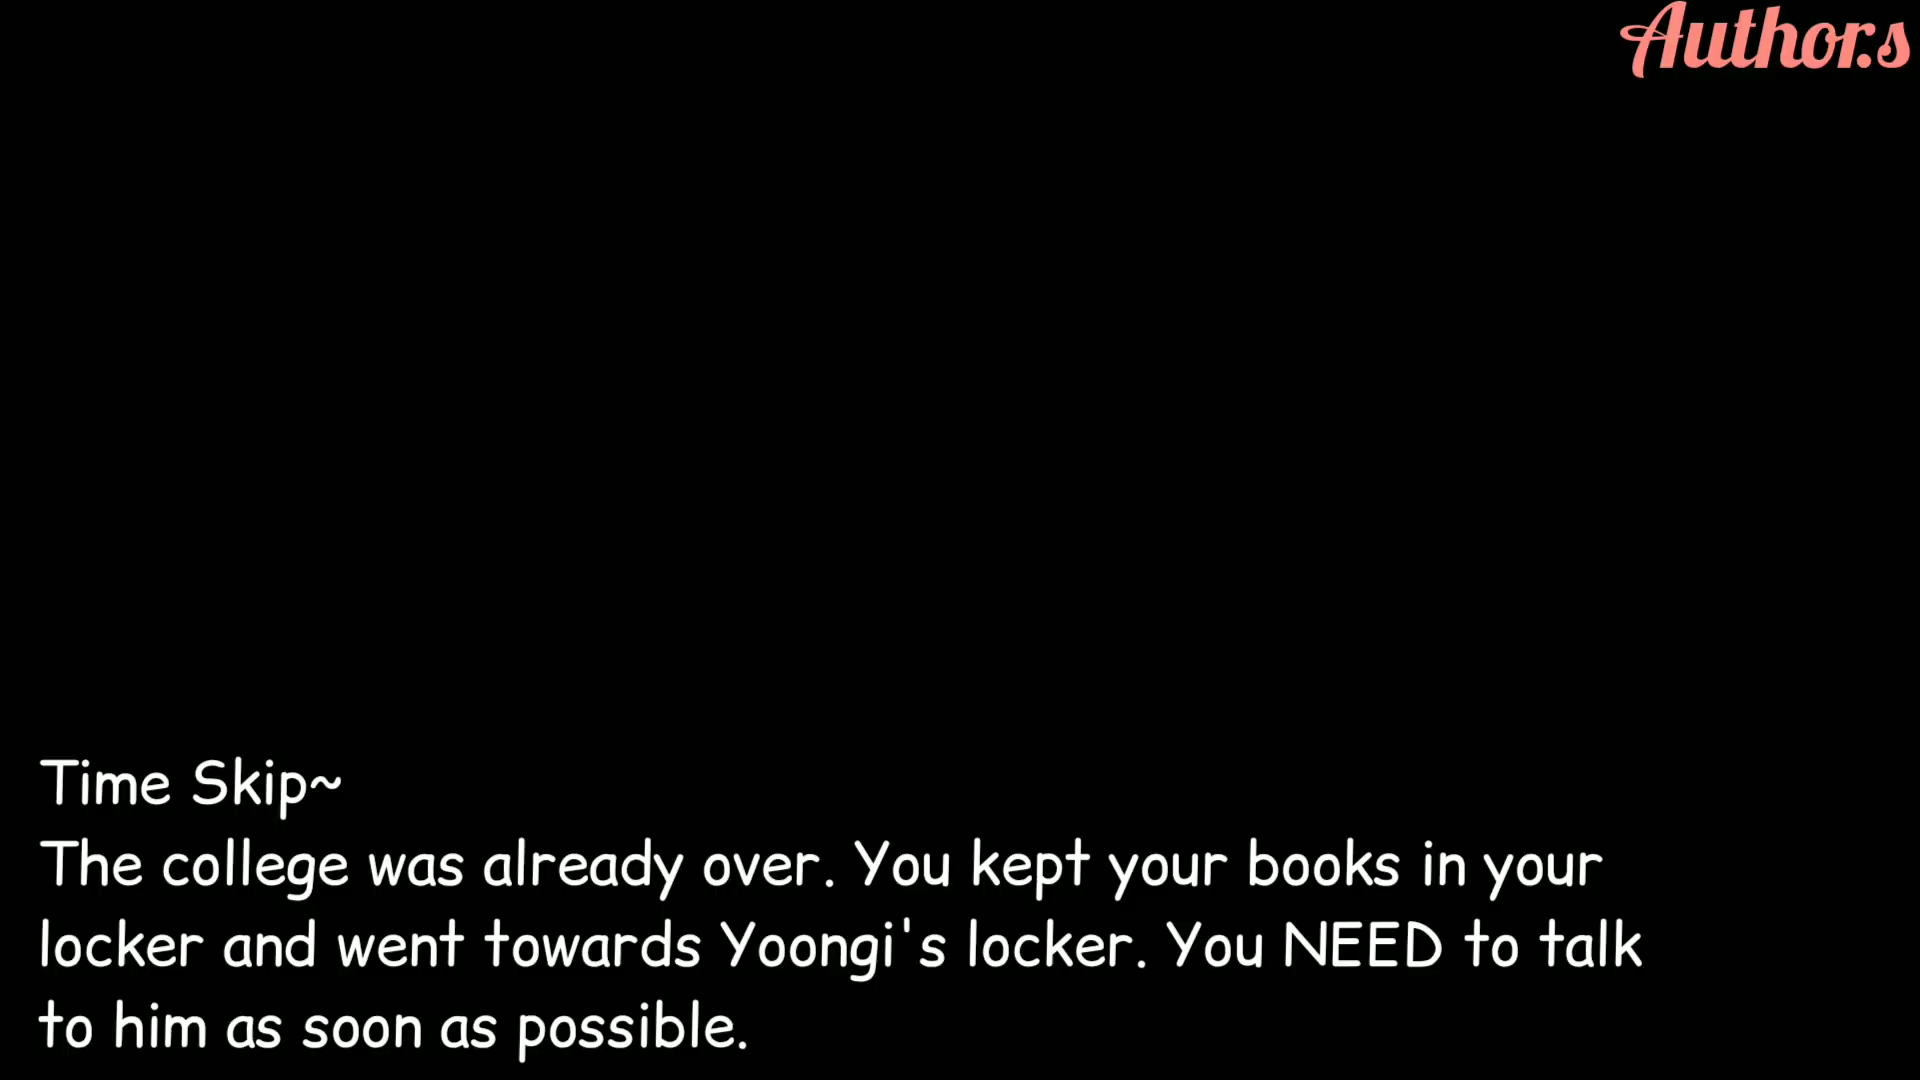 Author.s
Time Skip~
The college was already over. You kept your books in your
locker and went towards Yoongi's locker. You NEED to talk
to him as soon as possible.